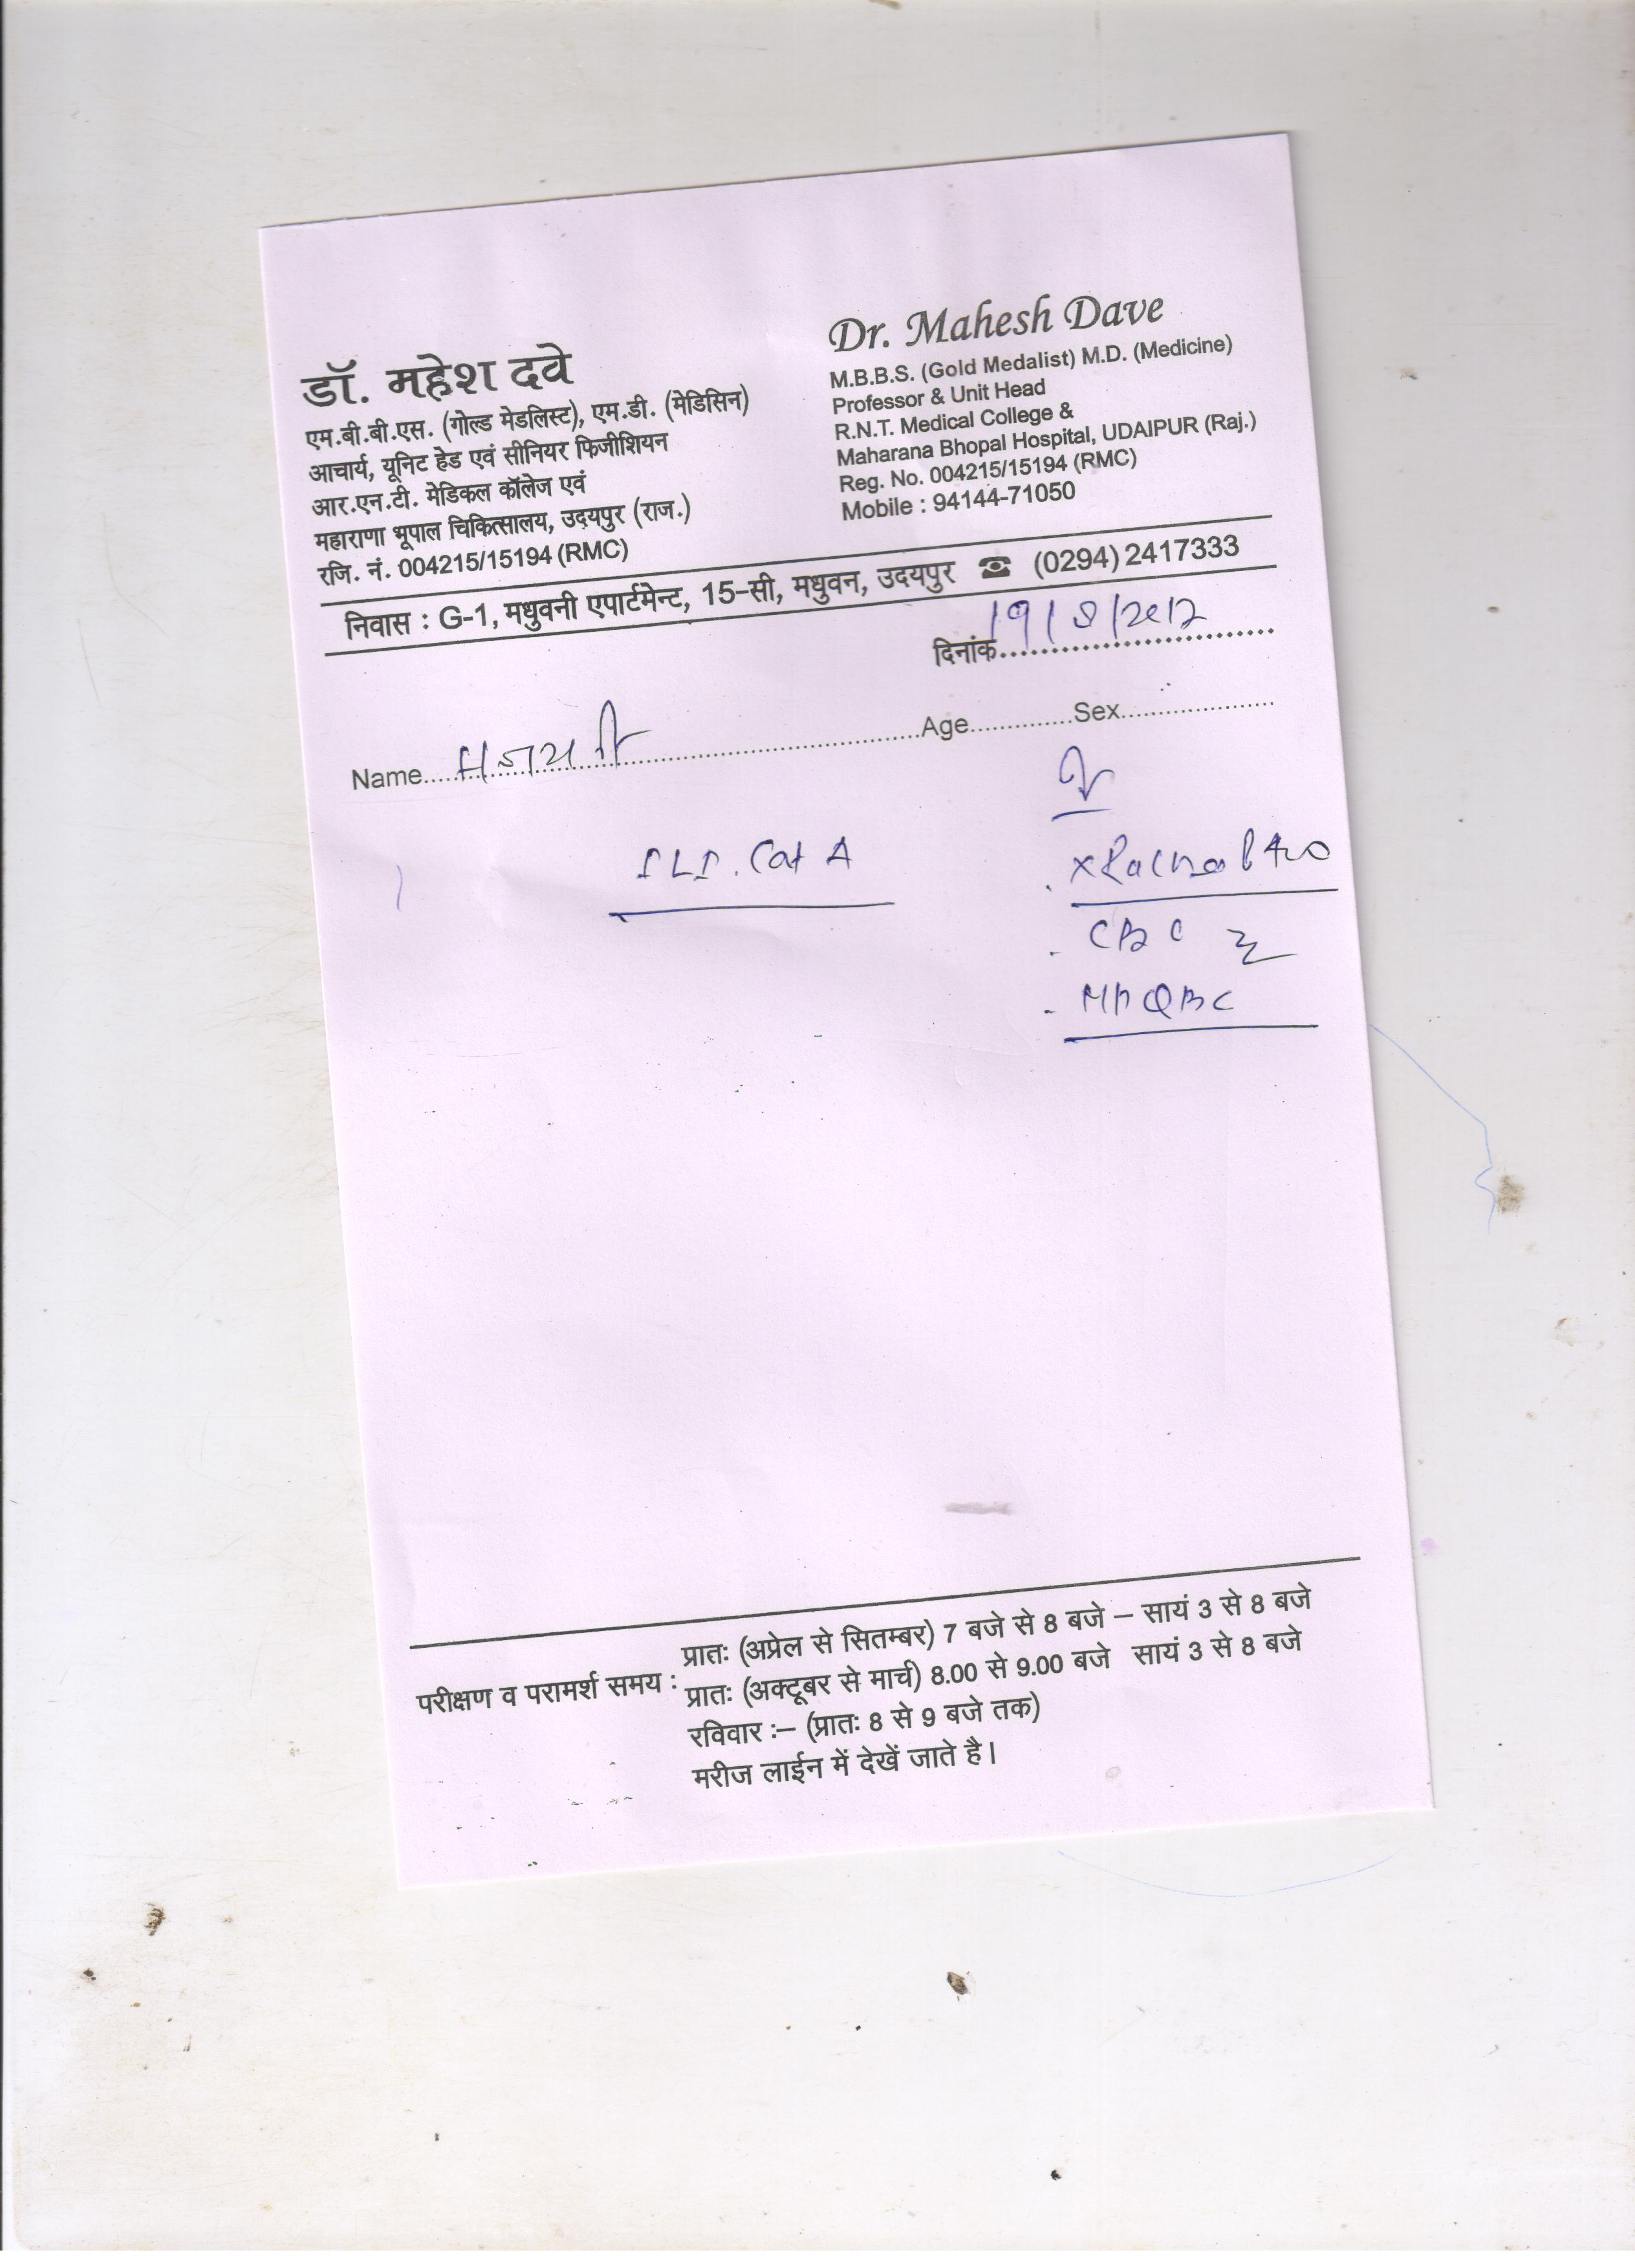 डॉ. महेश दवे
एम.बी.बी.एस. (गोल्ड मेडलिस्ट), एम.डी. (मेडिसिन)
आचार्य, यूनिट हेड एवं सीनियर फिजीशियन
आर.एन.टी. मेडिकल कॉलेज एवं
महाराणा भूपाल चिकित्सालय, उदयपुर (राज.)
रजि. नं. 004215/15194 (RMC)
Dr. Mahesh Dave
M.B.B.S. (Gold Medalist) M.D. (Medicine)
Professor & Unit Head
R.N.T. Medical College &
Maharana Bhopal Hospital, UDAIPUR (Raj.)
Reg. No. 004215/15194 (RMC)
Mobile : 94144-71050
निवास : G-1, मधुवनी एपार्टमेन्ट, 15-सी, मधुवन, उदयपुर ☎ (0294) 2417333
दिनांक 19/8/2017
Name Age Sex
ILI. Cat A
CBC
MP QBC
परीक्षण व परामर्श समय :
प्रातः (अप्रेल से सितम्बर) 7 बजे से 8 बजे – सायं 3 से 8 बजे
प्रातः (अक्टूबर से मार्च) 8.00 से 9.00 बजे सायं 3 से 8 बजे
रविवार :– (प्रातः 8 से 9 बजे तक)
मरीज लाईन में देखें जाते है।